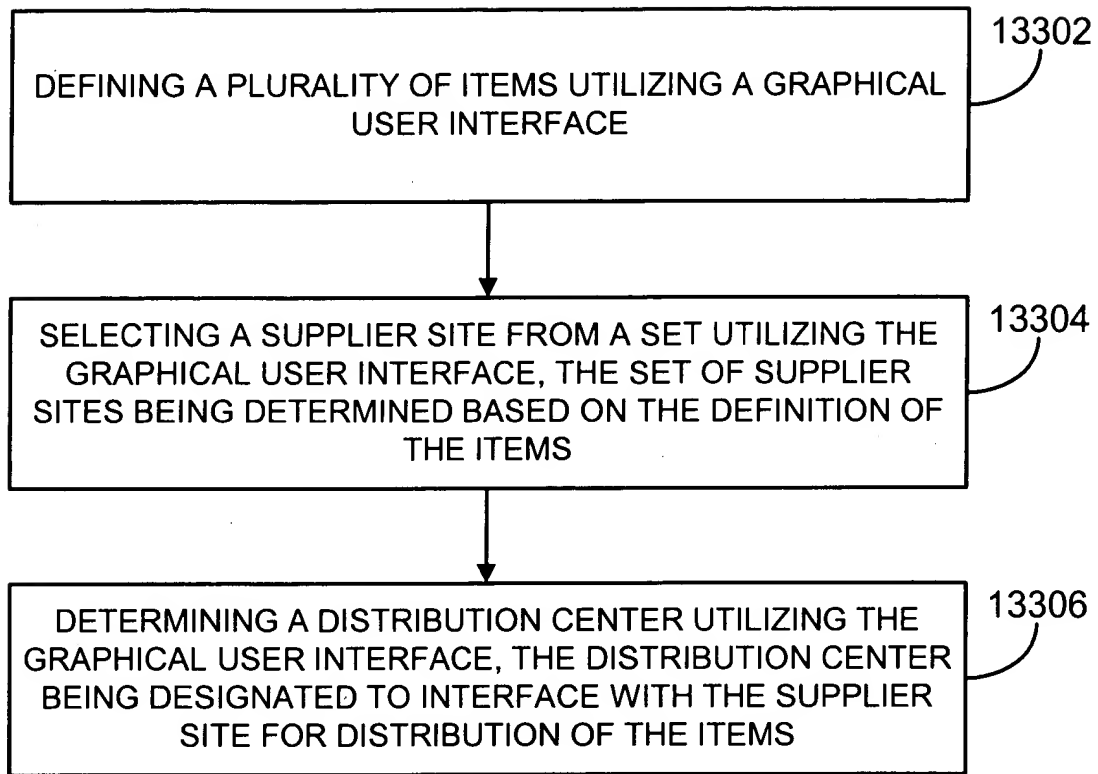 13302
DEFINING A PLURALITY OF ITEMS UTILIZING A GRAPHICAL
USER INTERFACE
13304
SELECTING A SUPPLIER SITE FROM A SET UTILIZING THE
GRAPHICAL USER INTERFACE, THE SET OF SUPPLIER
SITES BEING DETERMINED BASED ON THE DEFINITION OF
THE ITEMS
13306
DETERMINING A DISTRIBUTION CENTER UTILIZING THE
GRAPHICAL USER INTERFACE, THE DISTRIBUTION CENTER
BEING DESIGNATED TO INTERFACE WITH THE SUPPLIER
SITE FOR DISTRIBUTION OF THE ITEMS